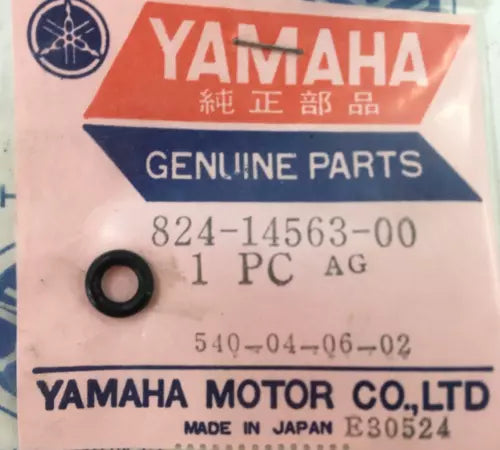 YAMAHA
純正部品
GENUINE PARTS
824-14563-00
1 PC AG
540-04-06-02
YAMAHA MOTOR CO.,LTD
MADE IN JAPAN E30524